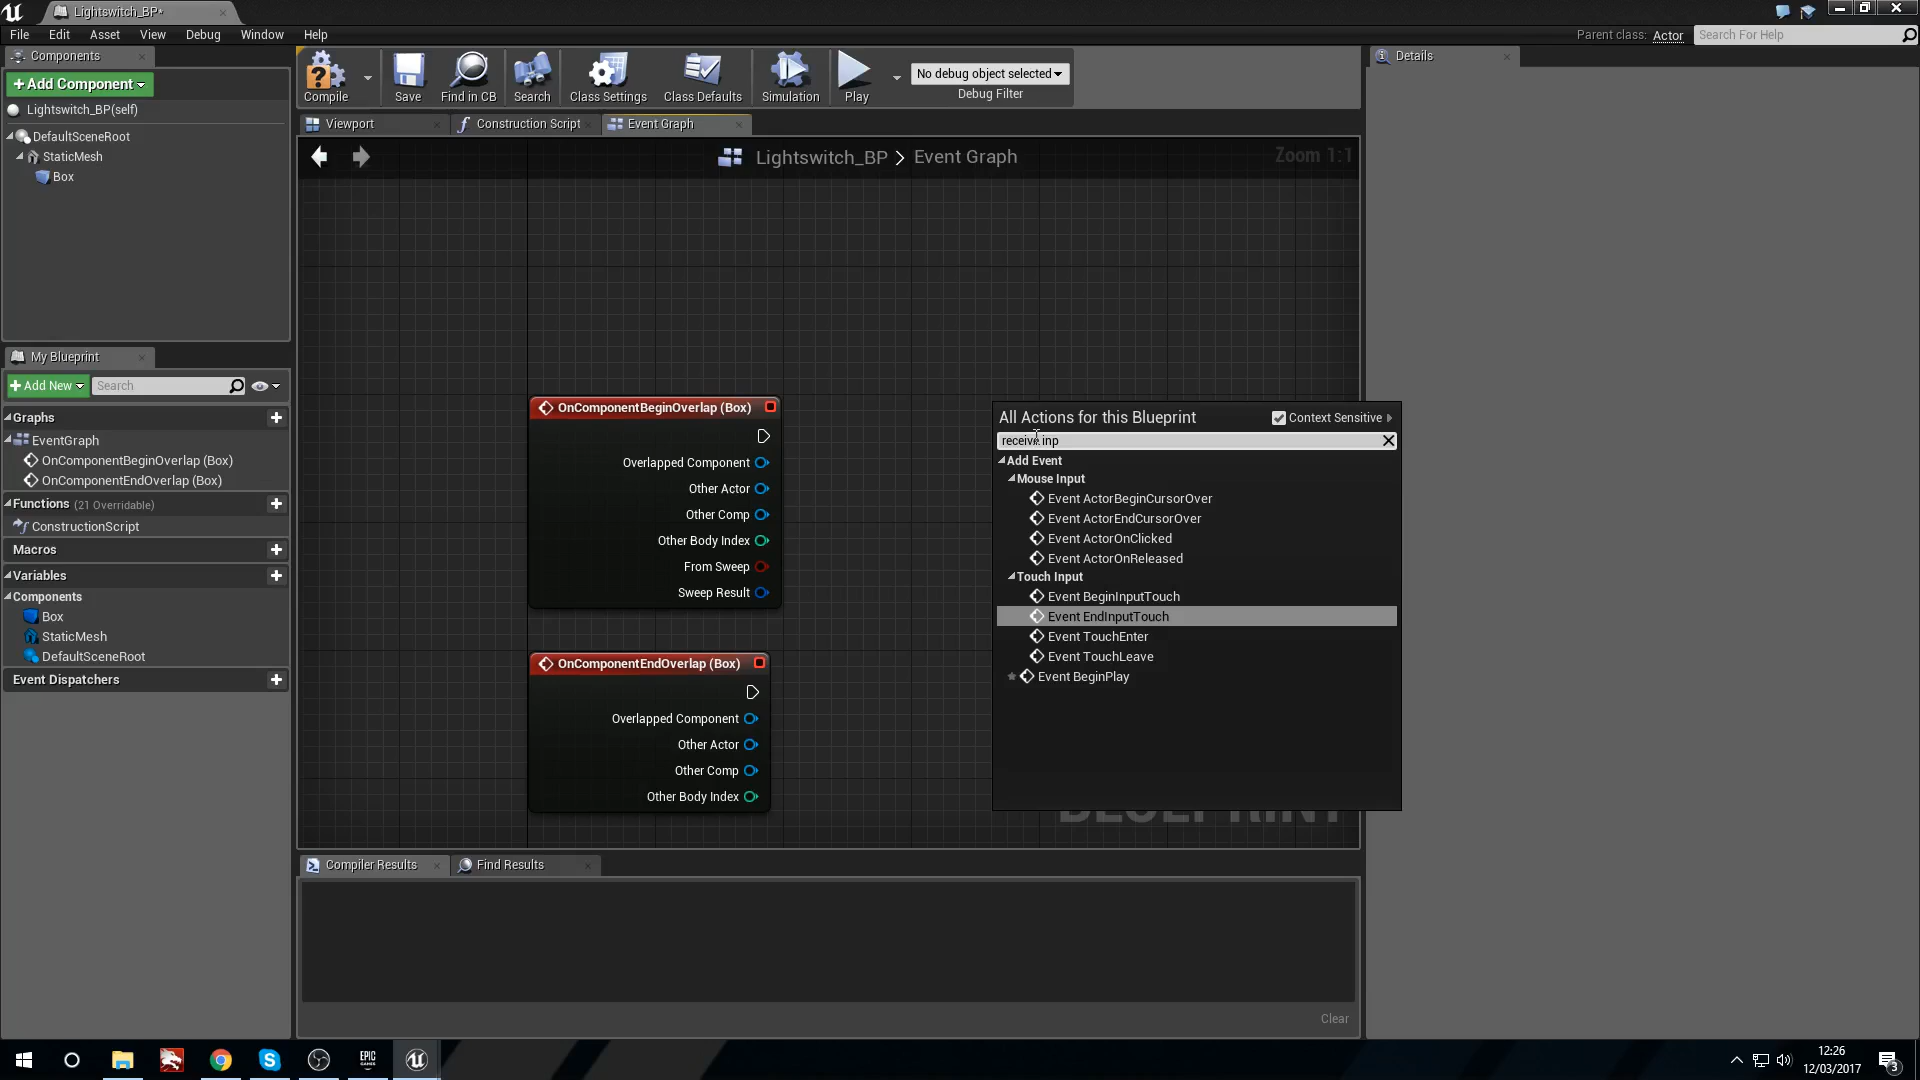 Lightswitch_BP*
File Edit Asset View Debug Window Help
Parent class: Actor
Search For Help
Components
+Add Component
Lightswitch_BP(self)
DefaultSceneRoot
StaticMesh
Box
Compile
Save
Find in CB
Search
Class Settings
Class Defaults
Simulation
Play
No debug object selected
Debug Filter
Details
Viewport
Construction Script
Event Graph
Lightswitch_BP > Event Graph
Zoom 1:1
My Blueprint
+Add New
Search
Graphs
EventGraph
OnComponentBeginOverlap (Box)
OnComponentEndOverlap (Box)
Functions (21 Overridable)
ConstructionScript
Macros
Variables
Components
Box
StaticMesh
DefaultSceneRoot
Event Dispatchers
OnComponentBeginOverlap (Box)
Overlapped Component
Other Actor
Other Comp
Other Body Index
From Sweep
Sweep Result
OnComponentEndOverlap (Box)
Overlapped Component
Other Actor
Other Comp
Other Body Index
All Actions for this Blueprint
Context Sensitive
receive inp
Add Event
Mouse Input
Event ActorBeginCursorOver
Event ActorEndCursorOver
Event ActorOnClicked
Event ActorOnReleased
Touch Input
Event BeginInputTouch
Event EndInputTouch
Event TouchEnter
Event TouchLeave
Event BeginPlay
BLUEPRINT
Compiler Results
Find Results
Clear
EPIC
GAMES
12:26
12/03/2017
3